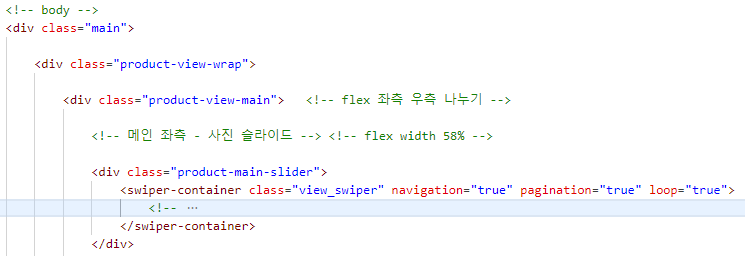 <!-- body -->
<div class="main">
<div class="product-view-wrap">
<div class="product-view-main">   <!-- flex 좌측 우측 나누기 -->
<!-- 메인 좌측 - 사진 슬라이드 --> <!-- flex width 58% -->
<div class="product-main-slider">
<swiper-container class="view_swiper" navigation="true" pagination="true" loop="true">
<!-- ⋯
</swiper-container>
</div>